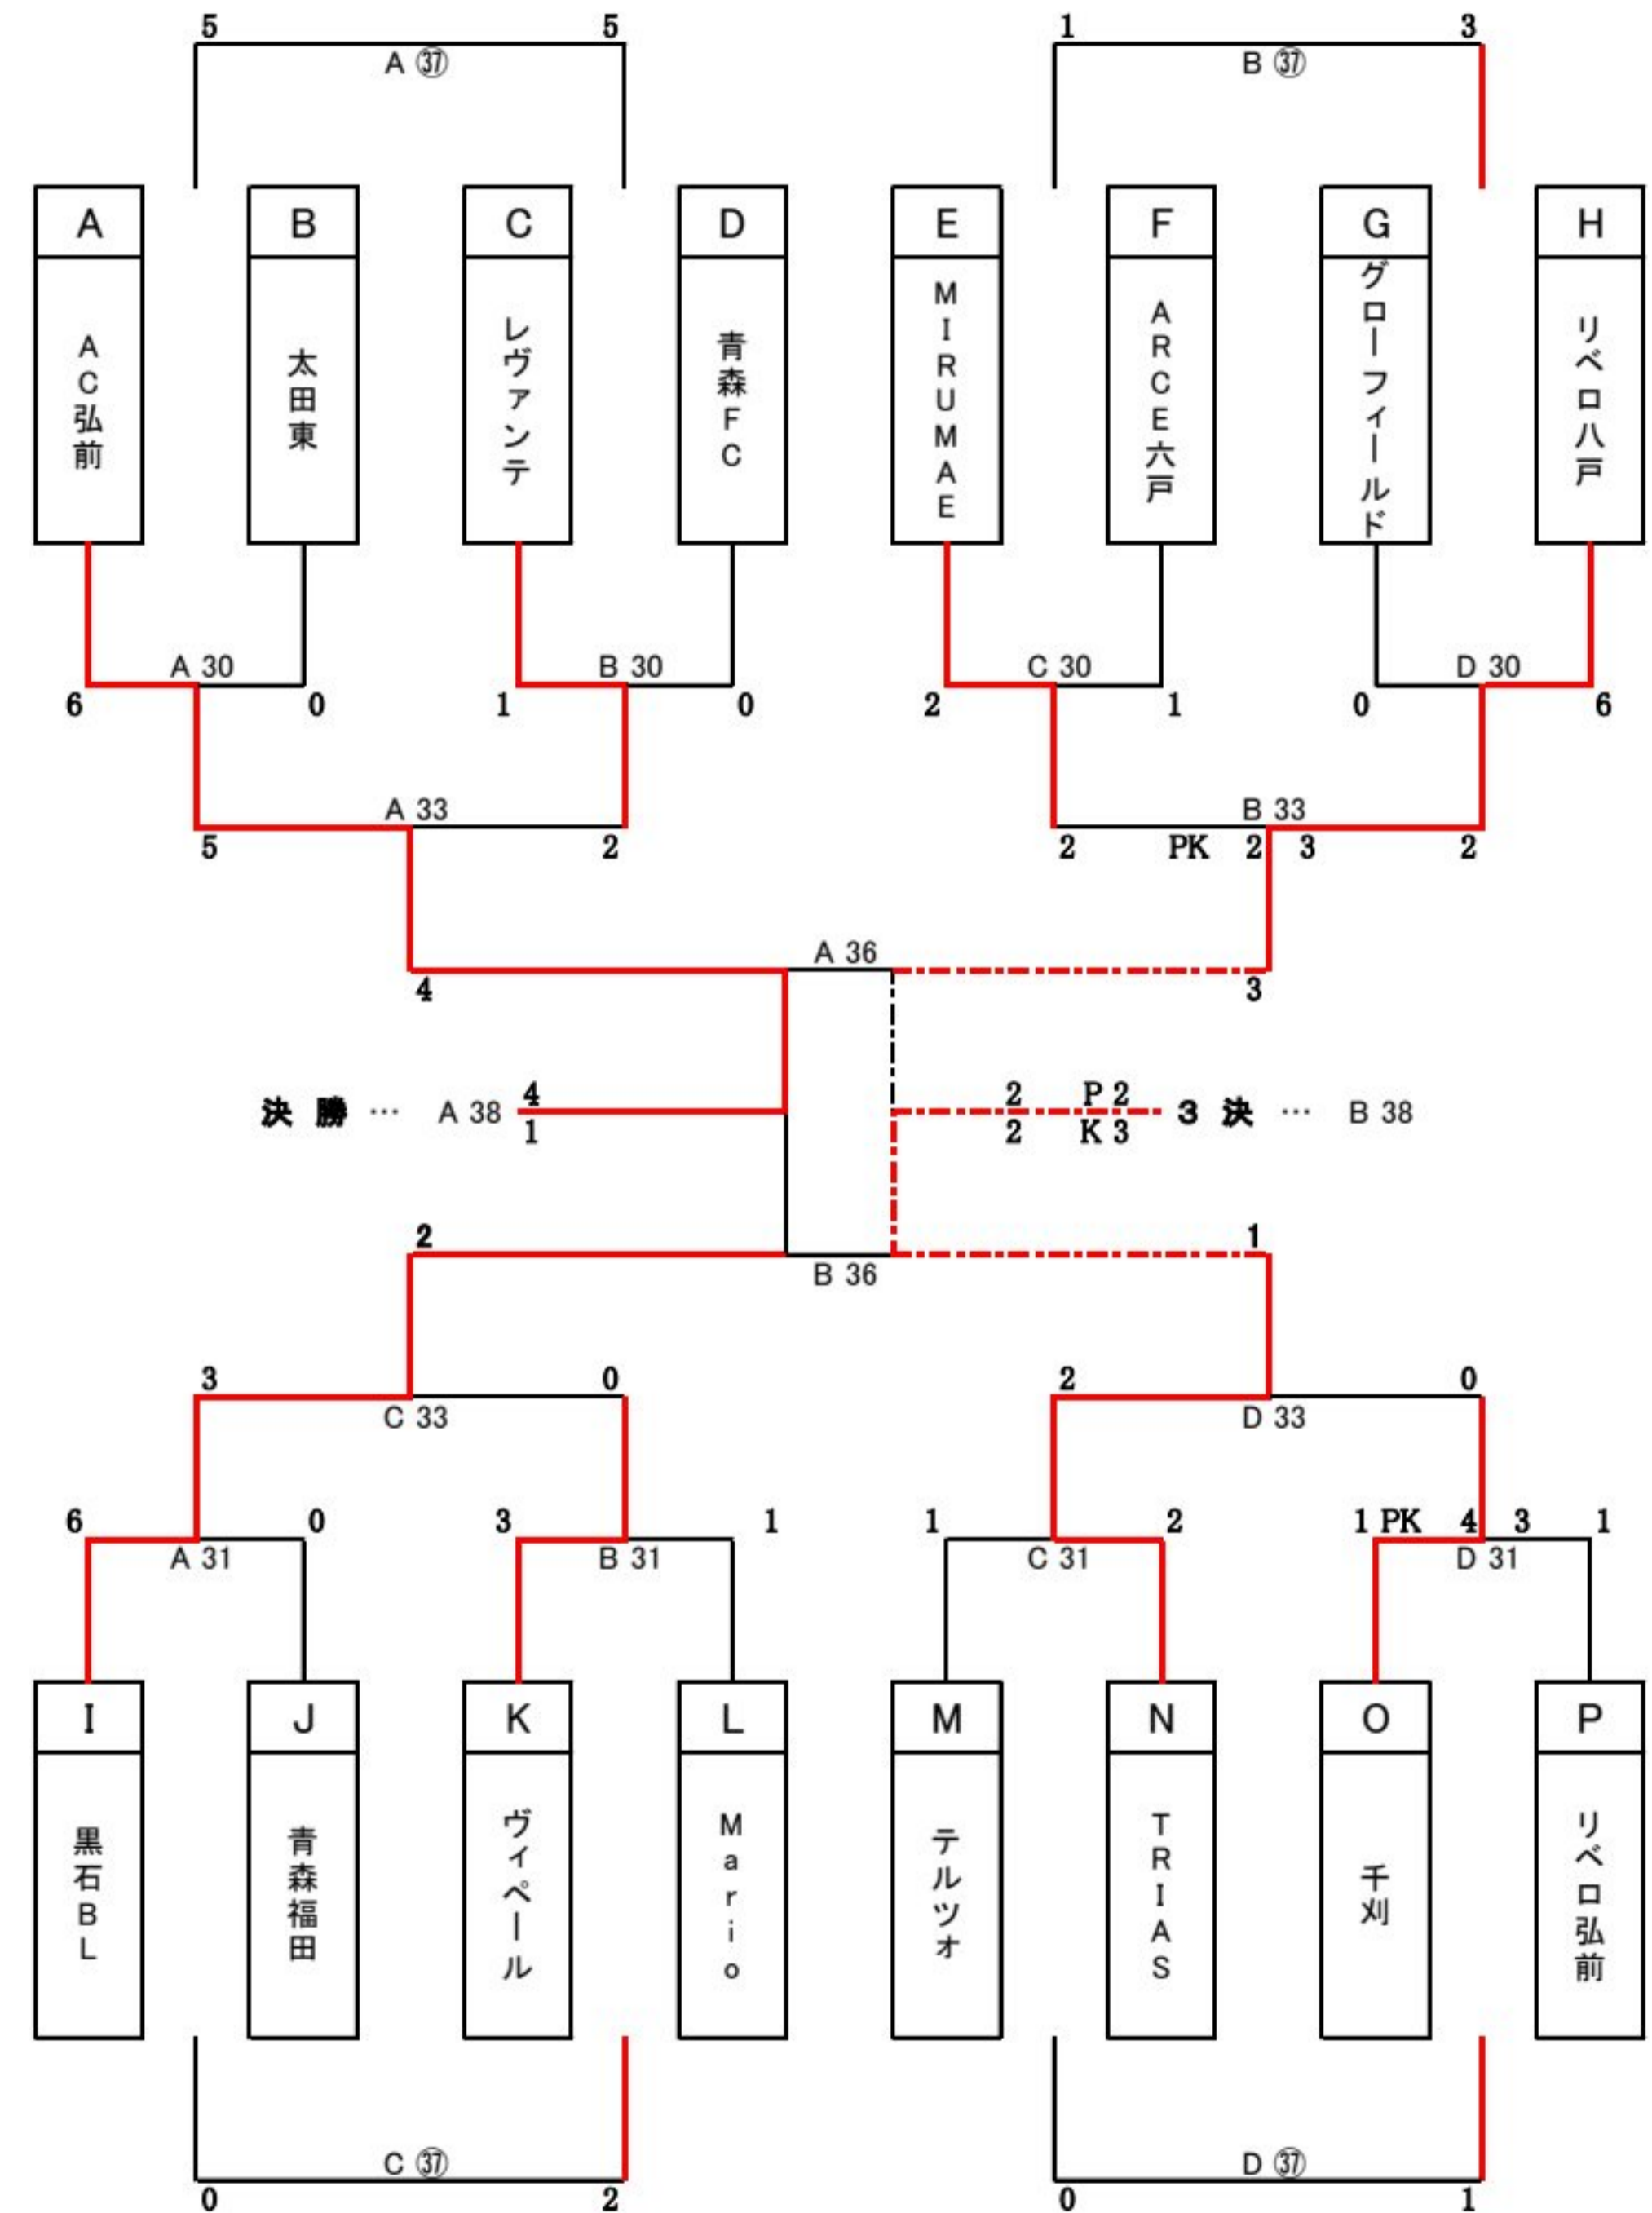 5 5 1 3
A ㊲ B ㊲
A B C D E F G H
AC弘前
太田東
レヴァンテ
青森FC
MIRUMAE
ARCE六戸
グローフィールド
リベロ八戸
A 30 B 30 C 30 D 30
6 0 1 0 2 1 0 6
A 33 B 33
5 2 2 PK 2 3 2
A 36
4 3
決 勝 … A 38 4 1
2 2 P K 2 3 3 決 … B 38
2 1
B 36
3 0 2 0
C 33 D 33
6 0 3 1 1 2 1 PK 4 3 1
A 31 B 31 C 31 D 31
I J K L M N O P
黒石BL
青森福田
ヴィペール
Mario
テルツオ
TRIAS
千刈
リベロ弘前
C ㊲ D ㊲
0 2 0 1